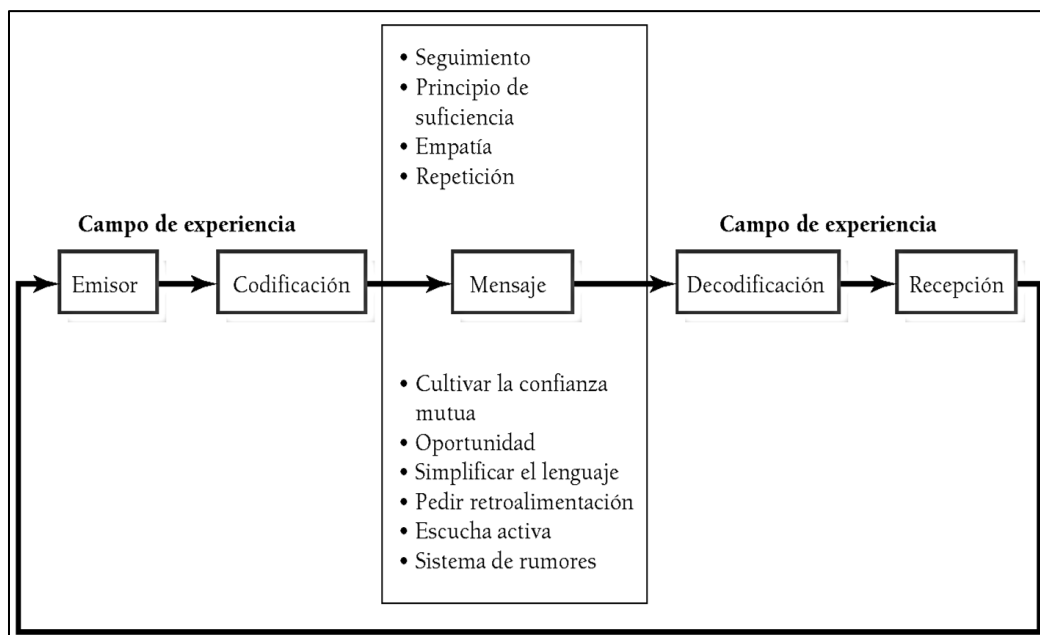 • Seguimiento
• Principio de
suficiencia
• Empatía
• Repetición
Campo de experiencia
Campo de experiencia
Emisor
Codificación
Mensaje
Decodificación
Recepción
• Cultivar la confianza
mutua
• Oportunidad
• Simplificar el lenguaje
• Pedir retroalimentación
• Escucha activa
• Sistema de rumores